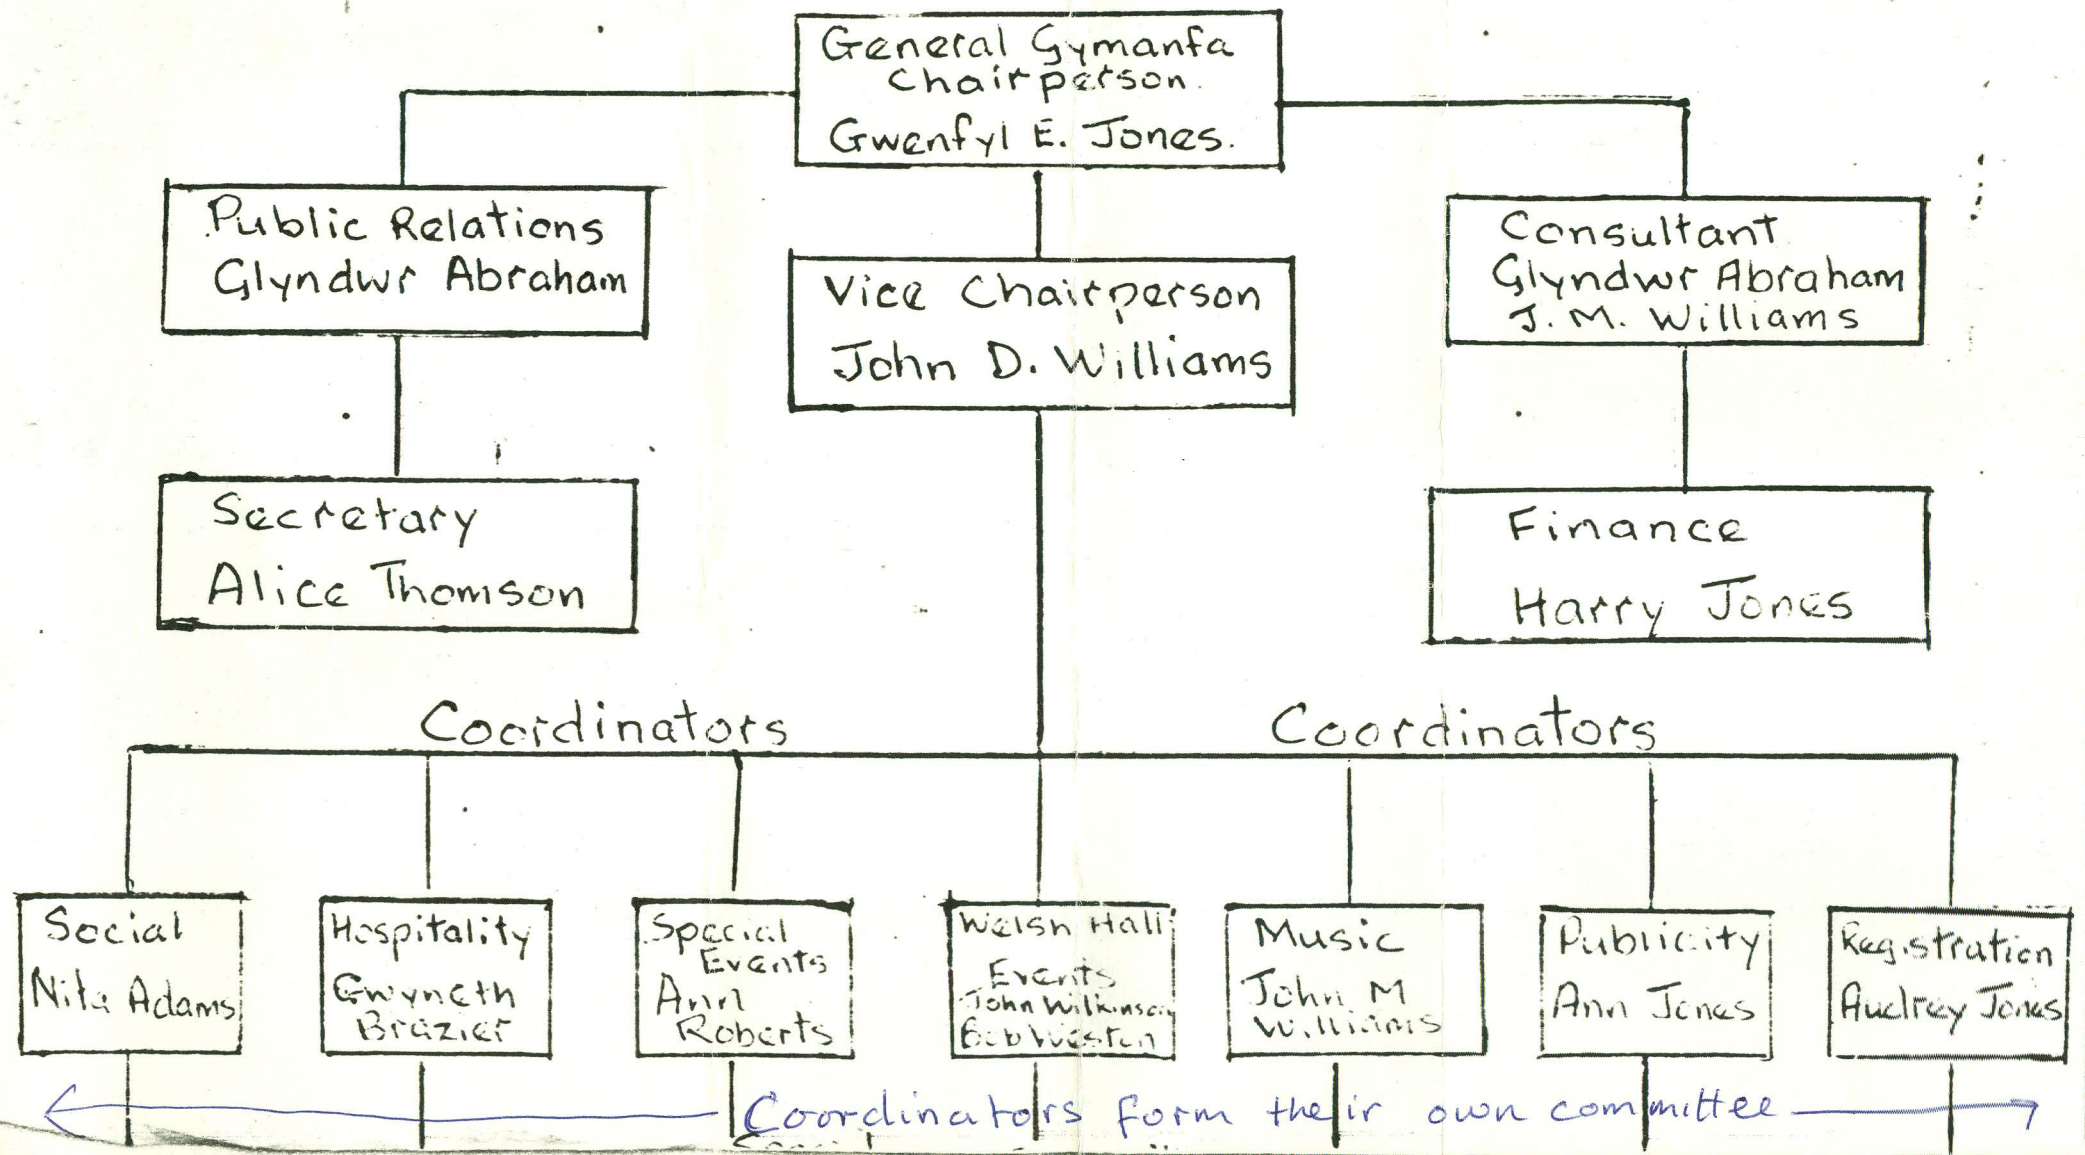 General Gymanfa
Chairperson.
Gwenfyl E. Jones.
Public Relations
Glyndwr Abraham
Consultant
Glyndwr Abraham
J. M. Williams
Vice Chairperson
John D. Williams
Secretary
Alice Thomson
Finance
Harry Jones
Coordinators
Coordinators
Social
Nita Adams
Hospitality
Gwyneth
Brazier
Special
Events
Ann
Roberts
Welsh Hall
Events
John Wilkinson
Bob Weston
Music
John M
Williams
Publicity
Ann Jones
Registration
Audrey Jones
Coordinators form their own committee